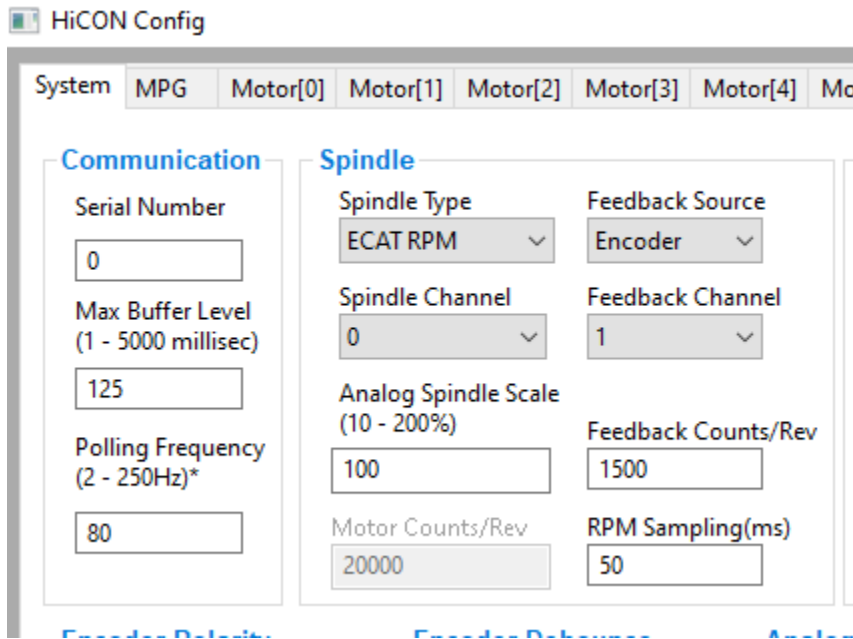 HiCON Config
System MPG Motor[0] Motor[1] Motor[2] Motor[3] Motor[4]
Communication
Serial Number
0
Max Buffer Level
(1 - 5000 millisec)
125
Polling Frequency
(2 - 250Hz)*
80
Spindle
Spindle Type
ECAT RPM
Spindle Channel
0
Analog Spindle Scale
(10 - 200%)
100
Motor Counts/Rev
20000
Feedback Source
Encoder
Feedback Channel
1
Feedback Counts/Rev
1500
RPM Sampling(ms)
50